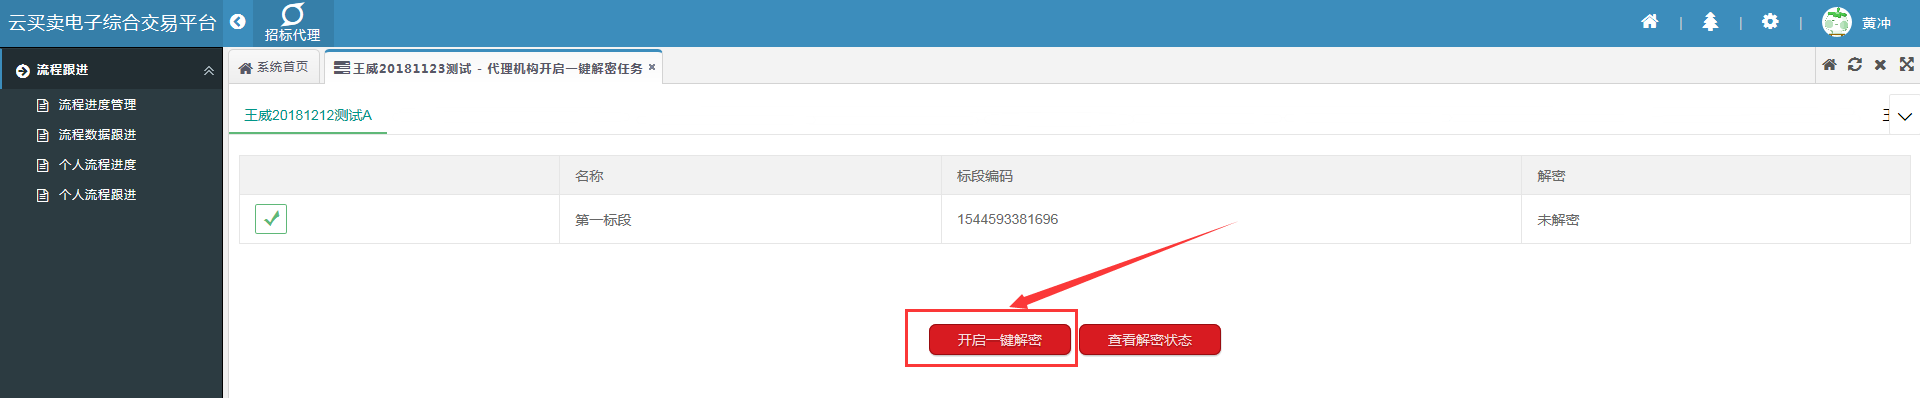 云买卖电子综合交易平台
招标代理
黄冲
流程跟进
流程进度管理
流程数据跟进
个人流程进度
个人流程跟进
系统首页
王威20181123测试 - 代理机构开启一键解密任务
王威20181212测试A
名称 标段编码 解密
第一标段 1544593381696 未解密
开启一键解密 查看解密状态